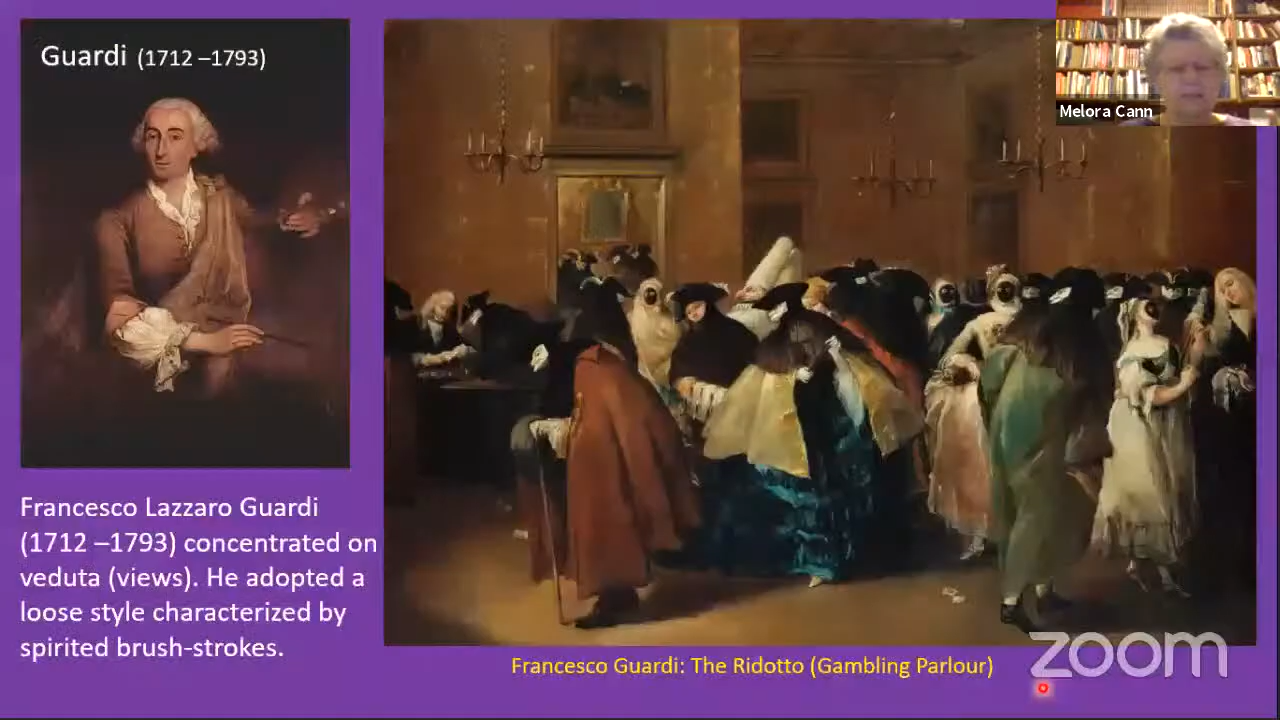 Guardi (1712 –1793)
Melora Cann
Francesco Lazzaro Guardi
(1712 –1793) concentrated on
veduta (views). He adopted a
loose style characterized by
spirited brush-strokes.
Francesco Guardi: The Ridotto (Gambling Parlour)
zoom